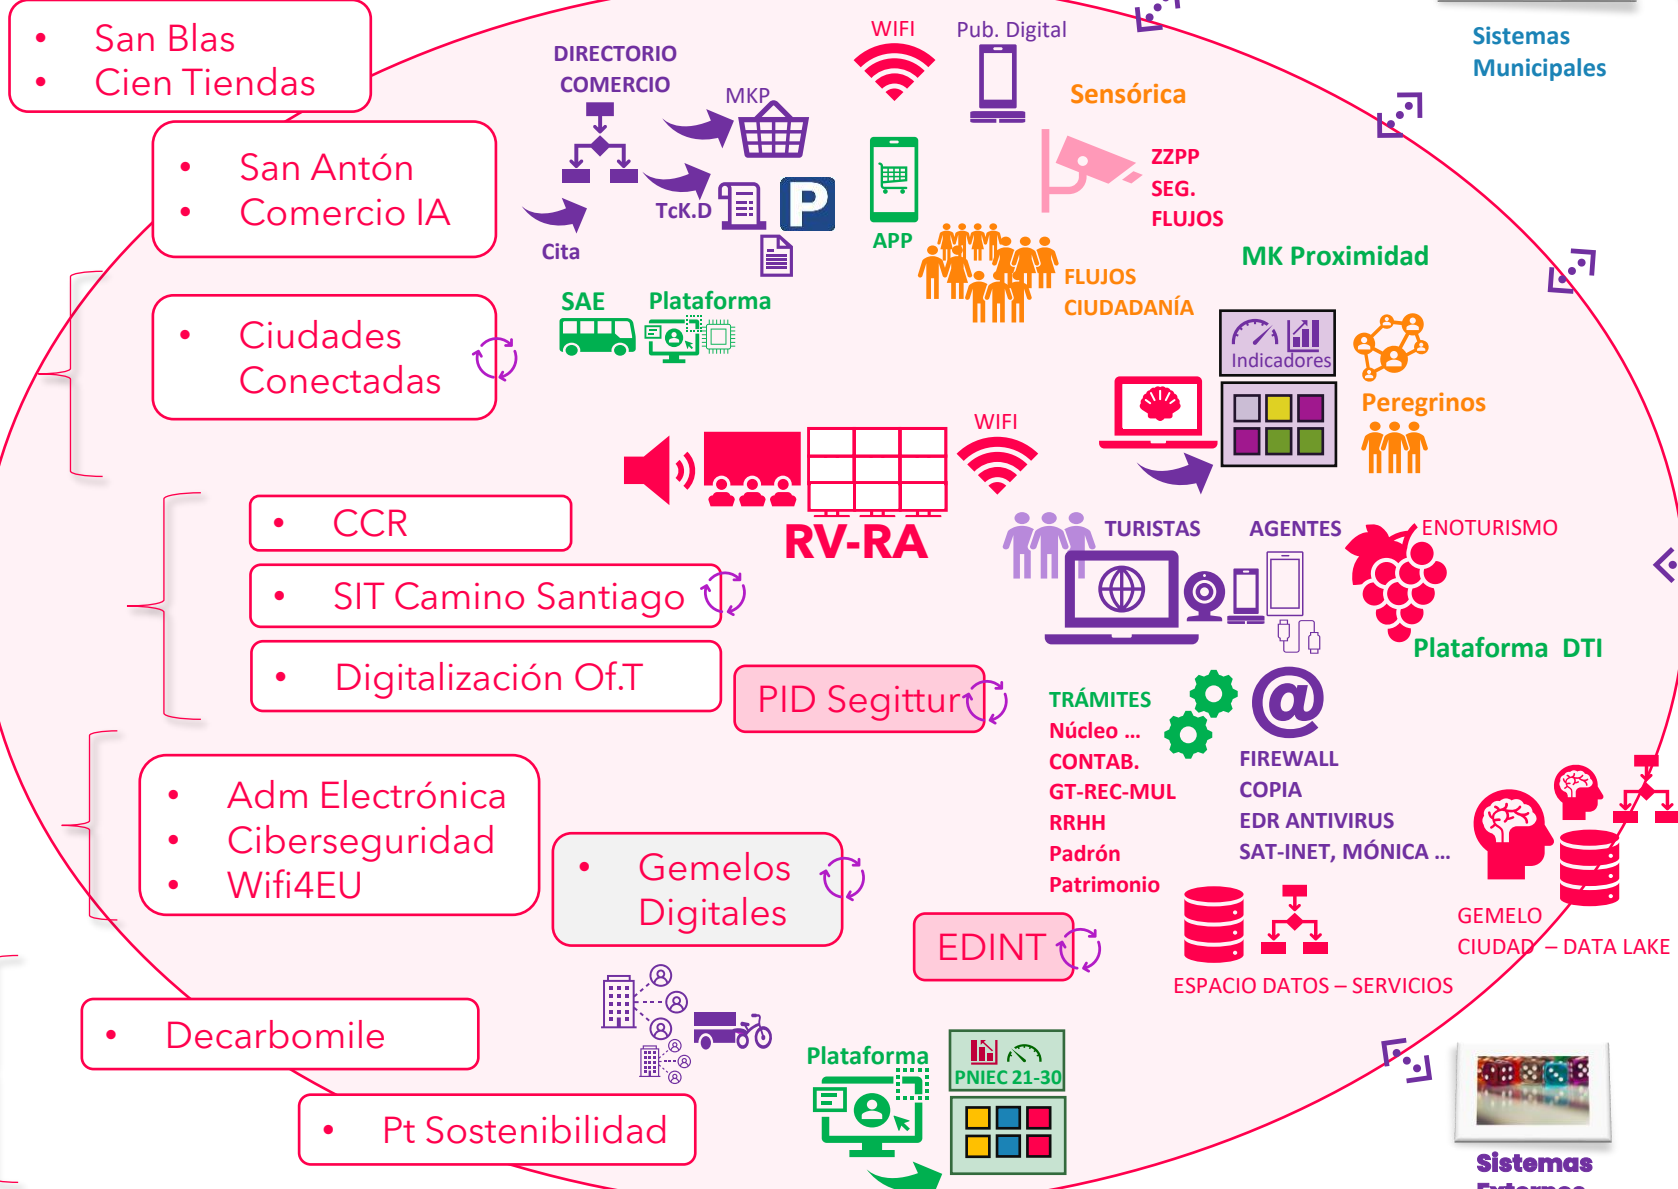 • San Blas
• Cien Tiendas
• San Antón
• Comercio IA
• Ciudades
Conectadas
• CCR
• SIT Camino Santiago
• Digitalización Of.T
PID Segittur
• Adm Electrónica
• Ciberseguridad
• Wifi4EU
• Gemelos
Digitales
EDINT
• Decarbomile
• Pt Sostenibilidad
DIRECTORIO
COMERCIO
MKP
TcK.D
P
Cita
WIFI
Pub. Digital
Sensórica
ZZPP
SEG.
FLUJOS
APP
FLUJOS
CIUDADANÍA
MK Proximidad
SAE
Plataforma
Indicadores
Peregrinos
WIFI
RV-RA
TURISTAS
AGENTES
ENOTURISMO
Plataforma DTI
TRÁMITES
Núcleo ...
CONTAB.
GT-REC-MUL
RRHH
Padrón
Patrimonio
@
FIREWALL
COPIA
EDR ANTIVIRUS
SAT-INET, MÓNICA ...
GEMELO
CIUDAD – DATA LAKE
ESPACIO DATOS – SERVICIOS
Plataforma
PNIEC 21-30
Sistemas
Municipales
Sistemas
Externos